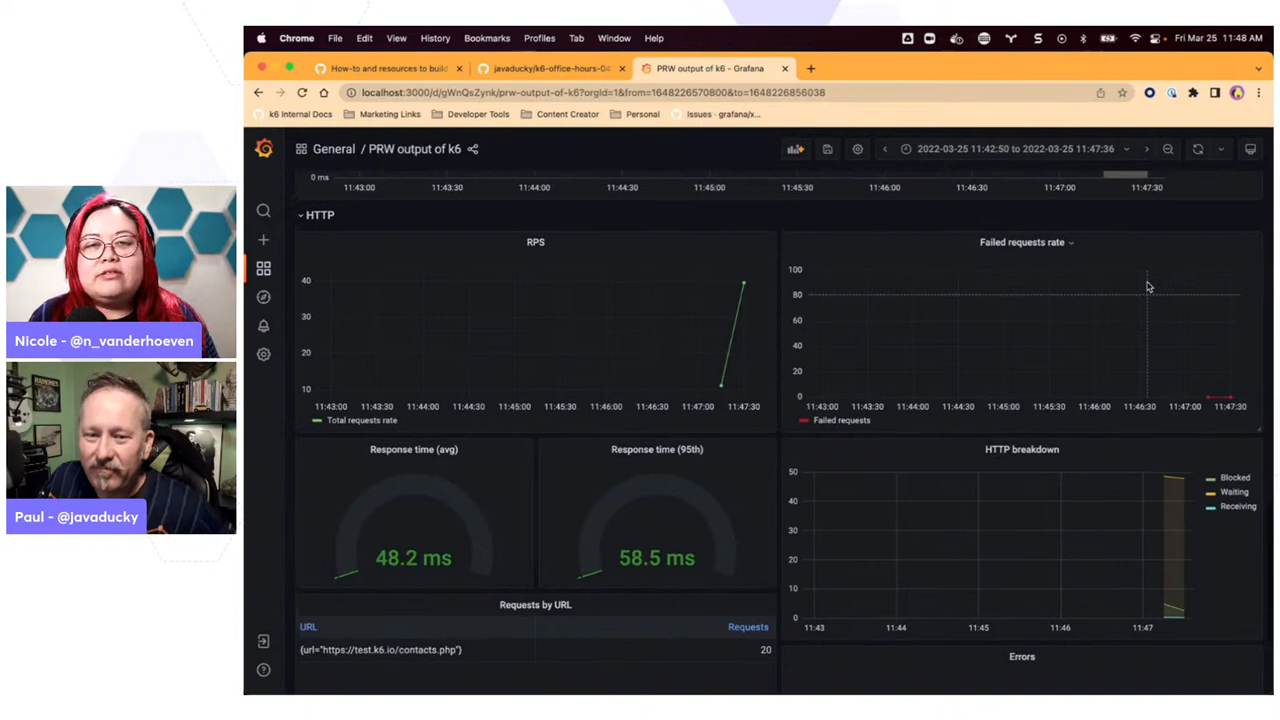 Chrome File Edit View History Bookmarks Profiles Tab Window Help
Fri Mar 25 11:48 AM
How-to and resources to build
javaducky/k6-office-hours-04
PRW output of k6 - Grafana
localhost:3000/d/gWnQsZynk/prw-output-of-k6?orgId=1&from=1648226570800&to=1648226856038
k6 Internal Docs Marketing Links Developer Tools Content Creator Personal Issues · grafana/x...
General / PRW output of k6
2022-03-25 11:42:50 to 2022-03-25 11:47:36
0 ms
11:43:00 11:43:30 11:44:00 11:44:30 11:45:00 11:45:30 11:46:00 11:46:30 11:47:00 11:47:30
HTTP
RPS
40
30
20
10
11:43:00 11:43:30 11:44:00 11:44:30 11:45:00 11:45:30 11:46:00 11:46:30 11:47:00 11:47:30
Total requests rate
Failed requests rate
100
80
60
40
20
0
11:43:00 11:43:30 11:44:00 11:44:30 11:45:00 11:45:30 11:46:00 11:46:30 11:47:00 11:47:30
Failed requests
Response time (avg)
48.2 ms
Response time (95th)
58.5 ms
HTTP breakdown
50
40
30
20
10
0
11:43 11:44 11:45 11:46 11:47
Blocked
Waiting
Receiving
Requests by URL
URL Requests
{url="https://test.k6.io/contacts.php"} 20
Errors
Nicole - @n_vanderhoeven
RAMONES
Paul - @javaducky